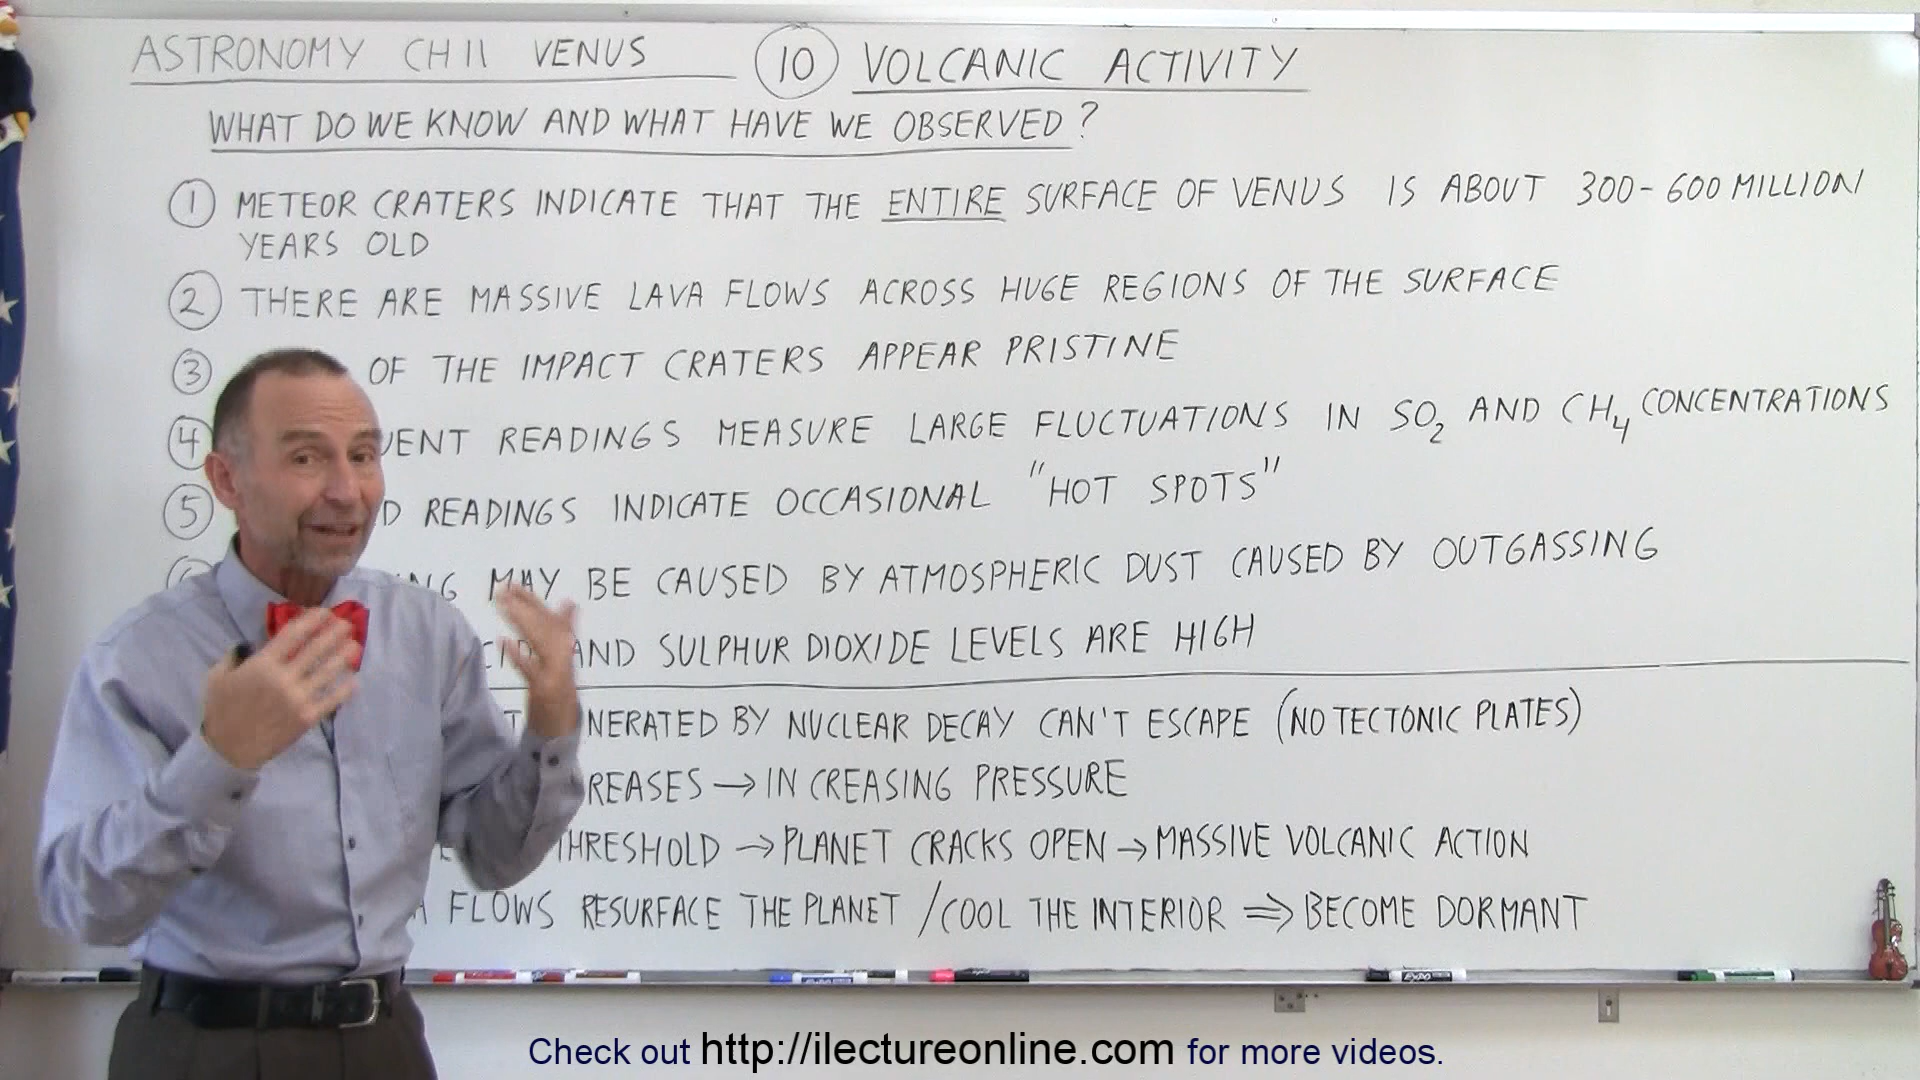 ASTRONOMY CH 11 VENUS 10 VOLCANIC ACTIVITY
WHAT DO WE KNOW AND WHAT HAVE WE OBSERVED?
1 METEOR CRATERS INDICATE THAT THE ENTIRE SURFACE OF VENUS IS ABOUT 300-600 MILLION
YEARS OLD
2 THERE ARE MASSIVE LAVA FLOWS ACROSS HUGE REGIONS OF THE SURFACE
3 OF THE IMPACT CRATERS APPEAR PRISTINE
4 READINGS MEASURE LARGE FLUCTUATIONS IN SO2 AND CH4 CONCENTRATIONS
5 READINGS INDICATE OCCASIONAL "HOT SPOTS"
MAY BE CAUSED BY ATMOSPHERIC DUST CAUSED BY OUTGASSING
AND SULPHUR DIOXIDE LEVELS ARE HIGH
BY NUCLEAR DECAY CAN'T ESCAPE (NO TECTONIC PLATES)
→ INCREASING PRESSURE
THRESHOLD → PLANET CRACKS OPEN → MASSIVE VOLCANIC ACTION
FLOWS RESURFACE THE PLANET / COOL THE INTERIOR ⇒ BECOME DORMANT
EXPO
Check out http://ilectureonline.com for more videos.